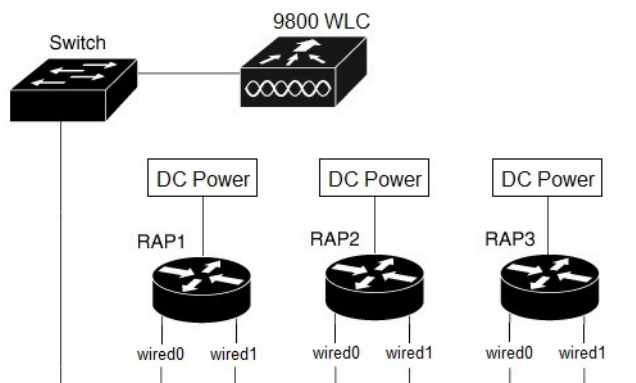 9800 WLC
Switch
DC Power DC Power DC Power
RAP1 RAP2 RAP3
wired0 wired1 wired0 wired1 wired0 wired1